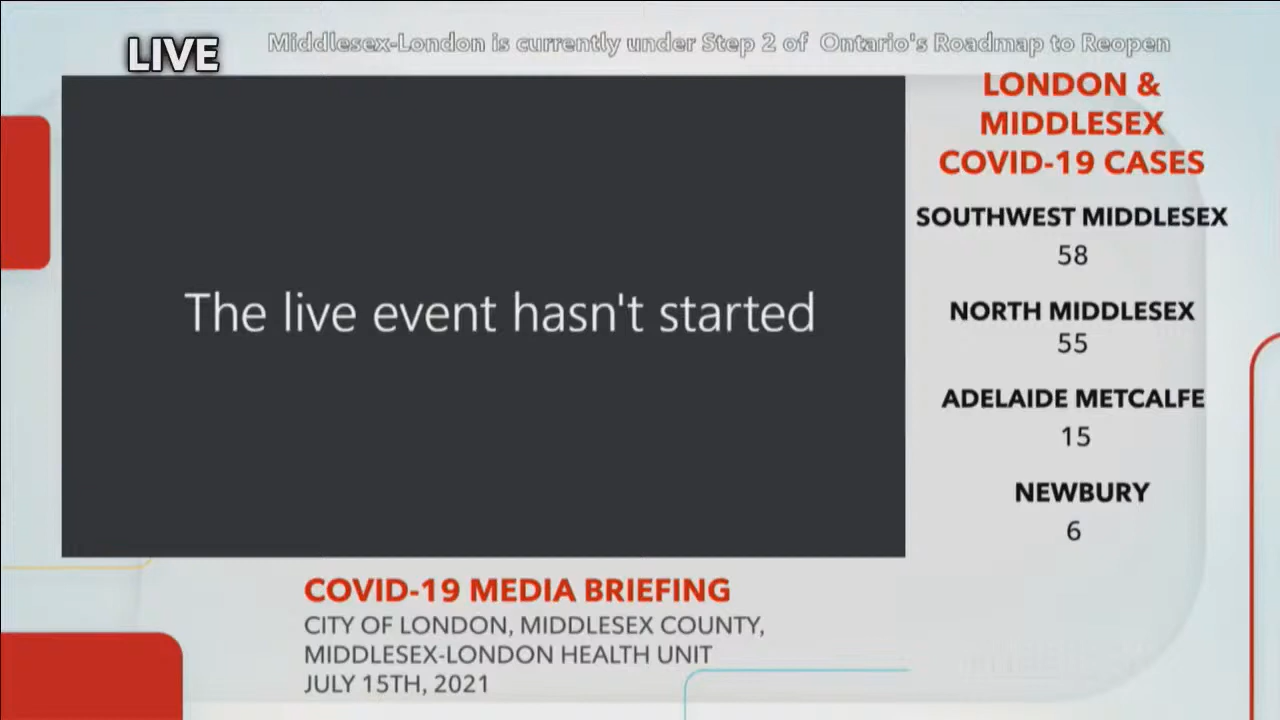 LIVE
Middlesex-London is currently under Step 2 of Ontario's Roadmap to Reopen
The live event hasn't started
LONDON &
MIDDLESEX
COVID-19 CASES
SOUTHWEST MIDDLESEX
58
NORTH MIDDLESEX
55
ADELAIDE METCALFE
15
NEWBURY
6
COVID-19 MEDIA BRIEFING
CITY OF LONDON, MIDDLESEX COUNTY,
MIDDLESEX-LONDON HEALTH UNIT
JULY 15TH, 2021